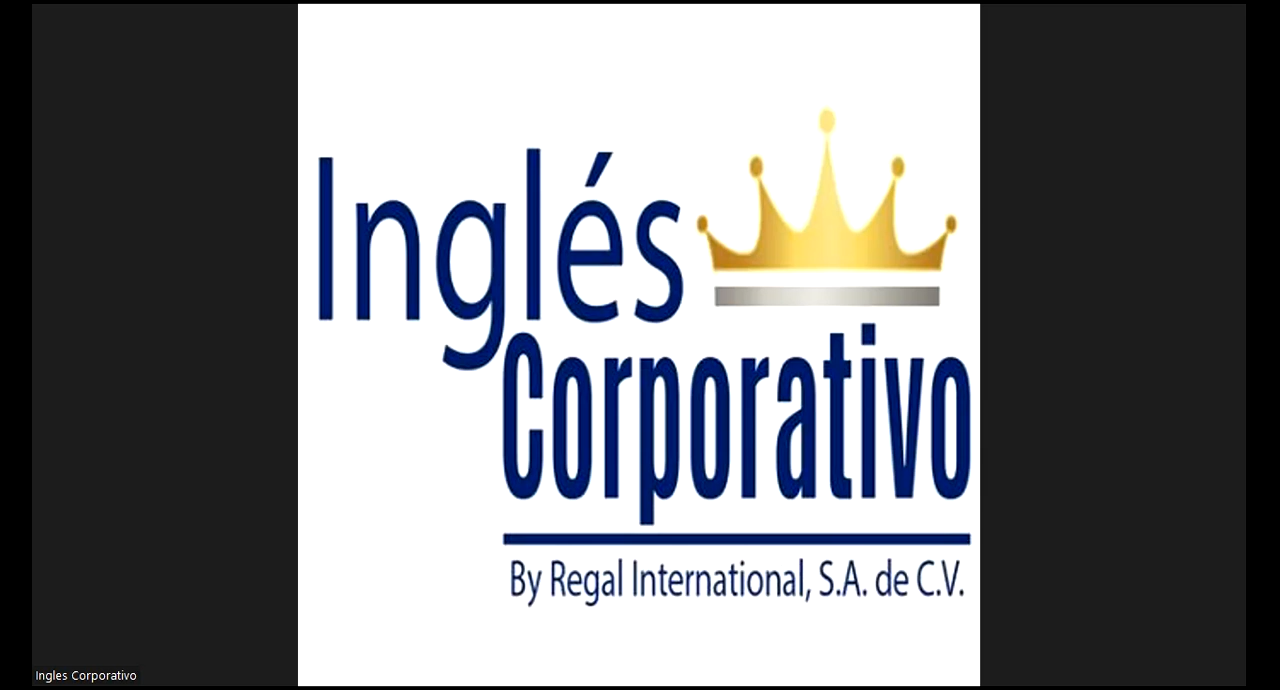 Inglés
Corporativo
By Regal International, S.A. de C.V.
Ingles Corporativo